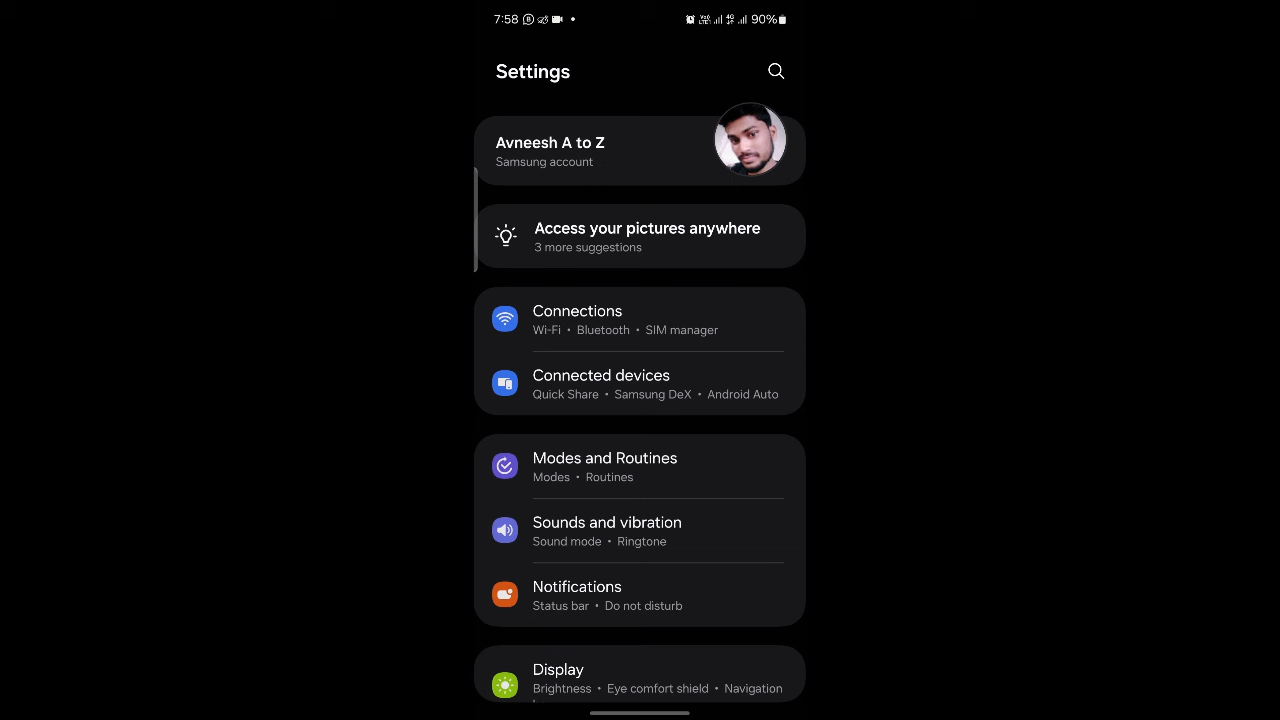 7:58 90%
Settings
Avneesh A to Z
Samsung account
Access your pictures anywhere
3 more suggestions
Connections
Wi-Fi • Bluetooth • SIM manager
Connected devices
Quick Share • Samsung DeX • Android Auto
Modes and Routines
Modes • Routines
Sounds and vibration
Sound mode • Ringtone
Notifications
Status bar • Do not disturb
Display
Brightness • Eye comfort shield • Navigation